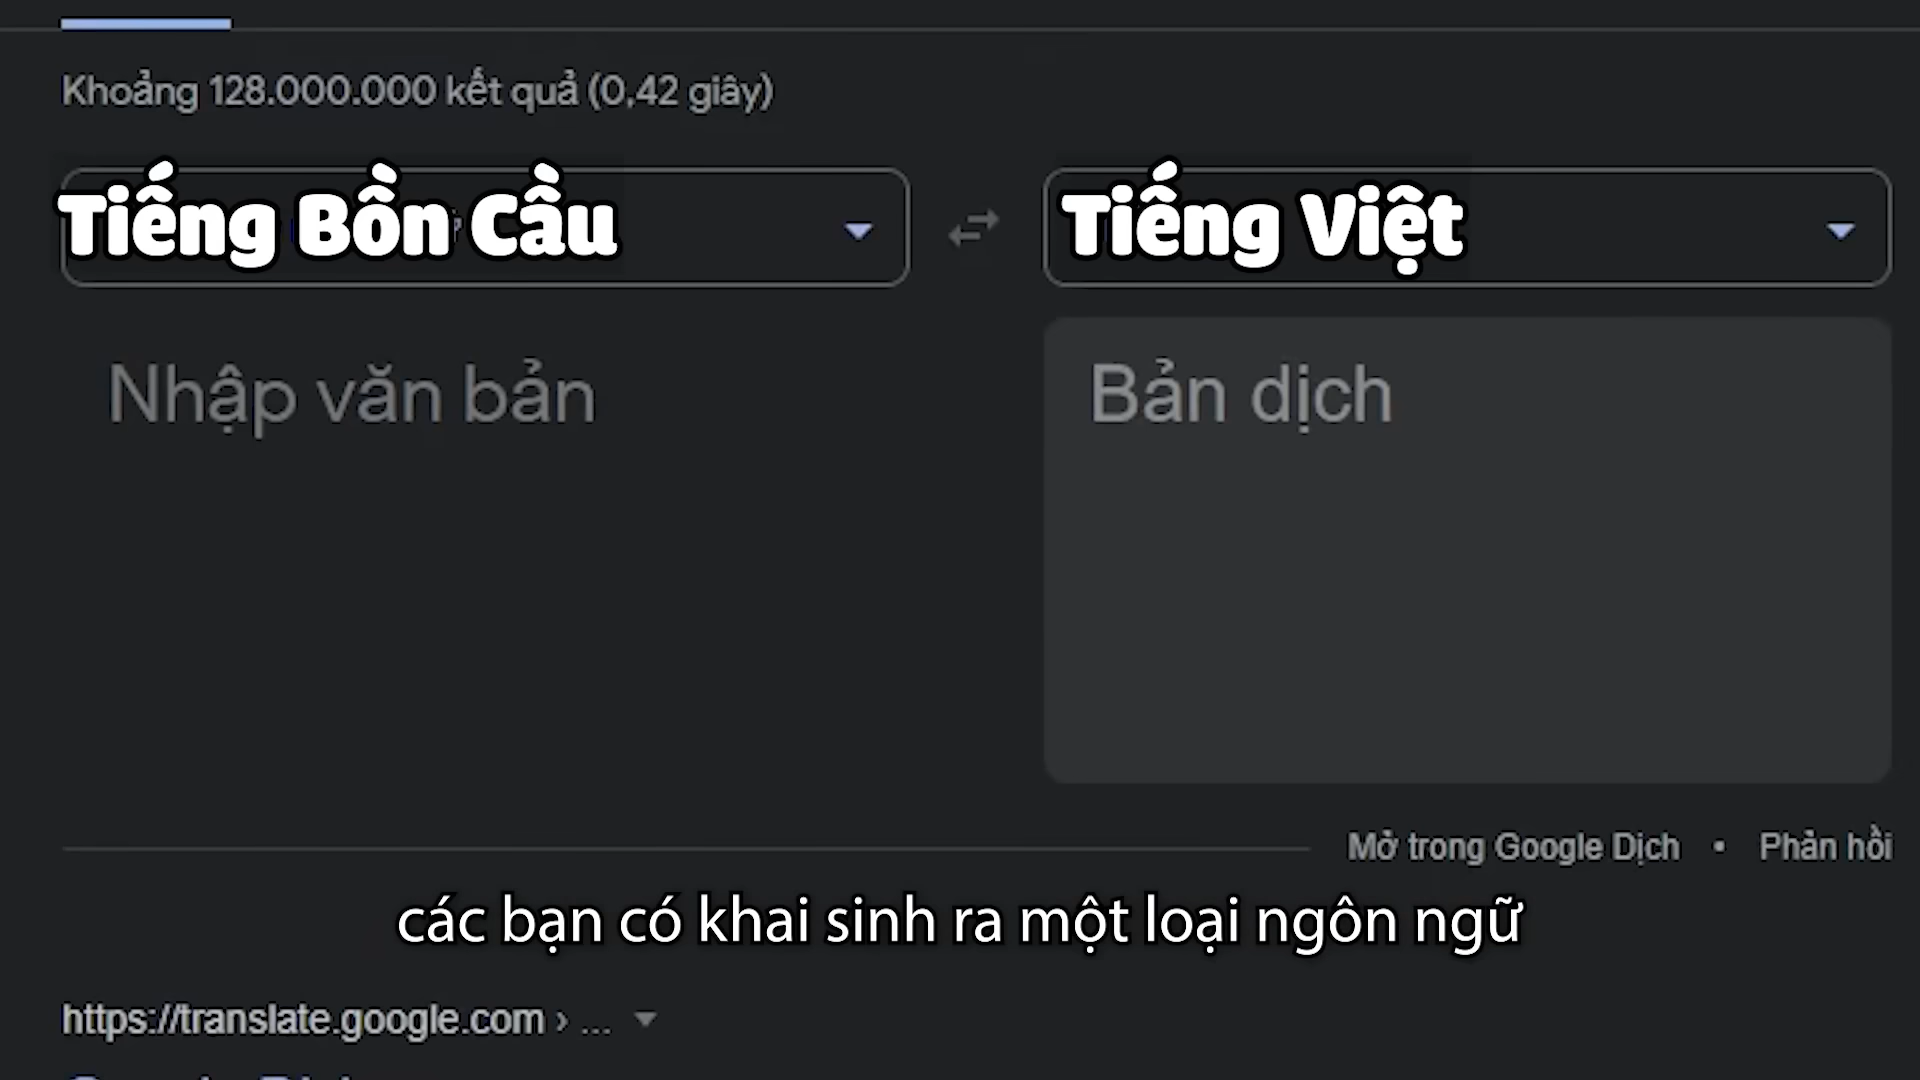 Khoảng 128.000.000 kết quả (0,42 giây)
Tiếng Bồn Cầu
Tiếng Việt
Nhập văn bản
Bản dịch
Mở trong Google Dịch • Phản hồi
các bạn có khai sinh ra một loại ngôn ngữ
https://translate.google.com › ...